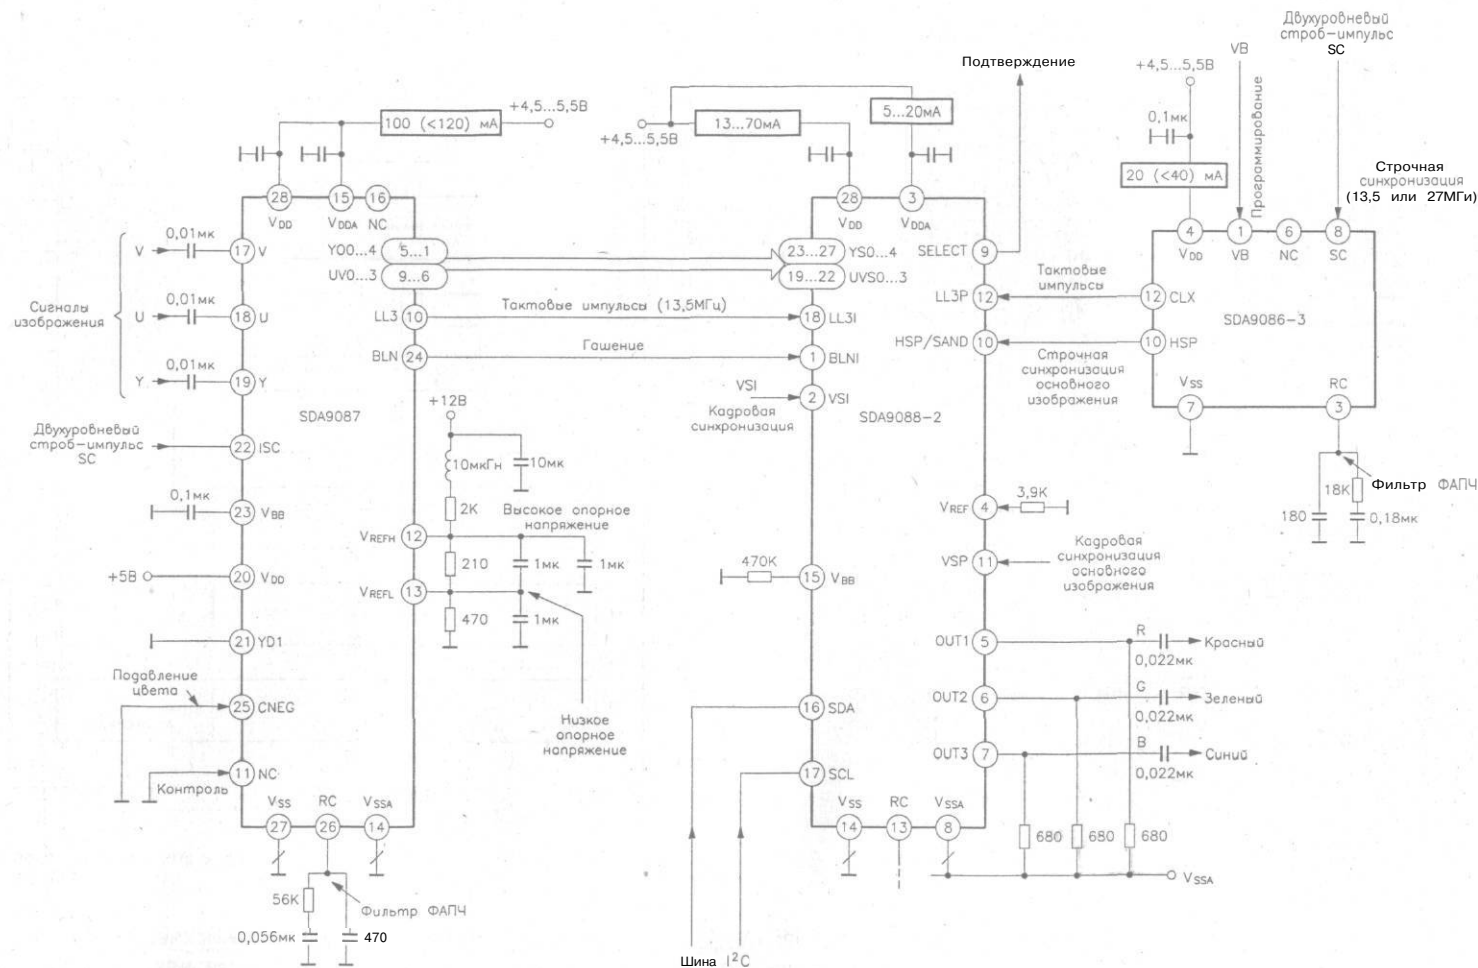 Двухуровневый
строб-импульс
SC
VB
+4,5...5,5В
Подтверждение
Программирование
0,1мк
20 (<40) мА
Строчная
синхронизация
(13,5 или 27МГи)
+4,5...5,5В
100 (<120) мА
+4,5...5,5В
13...70мА
5...20мА
28
VDD
15
VDDA
16
NC
28
VDD
3
VDDA
4
VDD
1
VB
6
NC
8
SC
Сигналы
изображения
V
0,01мк
17
V
U
0,01мк
18
U
Y
0,01мк
19
Y
Двухуровневый
строб-импульс
SC
22
ISC
0,1мк
23
VBB
+5В
20
VDD
21
YD1
Подавление
цвета
25
CNEG
11
NC
Контроль
SDA9087
YO0...4
5...1
UV0...3
9...6
LL3
10
Тактовые импульсы (13,5МГц)
BLN
24
Гашение
+12В
10мкГн
10мк
2К
Высокое опорное
напряжение
VREFH
12
210
1мк
1мк
VREFL
13
470
1мк
Низкое
опорное
напряжение
VSS
27
RC
26
VSSA
14
56К
Фильтр ФАПЧ
0,056мк
470
23...27
YS0...4
19...22
UVS0...3
18
LL3I
1
BLNI
VSI
2
VSI
Кадровая
синхронизация
SDA9088-2
470К
15
VBB
16
SDA
17
SCL
Шина I2C
VSS
14
RC
13
VSSA
8
SELECT
9
LL3P
12
Тактовые
импульсы
HSP/SAND
10
Строчная
синхронизация
основного
изображения
VREF
4
3,9К
VSP
11
Кадровая
синхронизация
основного
изображения
OUT1
5
R
0,022мк
Красный
OUT2
6
G
0,022мк
Зеленый
OUT3
7
B
0,022мк
Синий
680
680
680
VSSA
12
CLX
SDA9086-3
10
HSP
VSS
7
RC
3
Фильтр ФАПЧ
18К
180
0,18мк